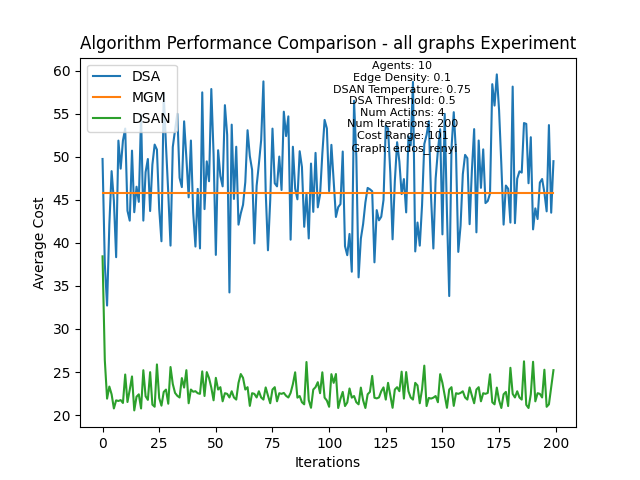 Algorithm Performance Comparison - all graphs Experiment
DSA
MGM
DSAN
Agents: 10
Edge Density: 0.1
DSAN Temperature: 0.75
DSA Threshold: 0.5
Num Actions: 4
Num Iterations: 200
Cost Range: 101
Graph: erdos_renyi
Average Cost
60
55
50
45
40
35
30
25
20
0 25 50 75 100 125 150 175 200
Iterations